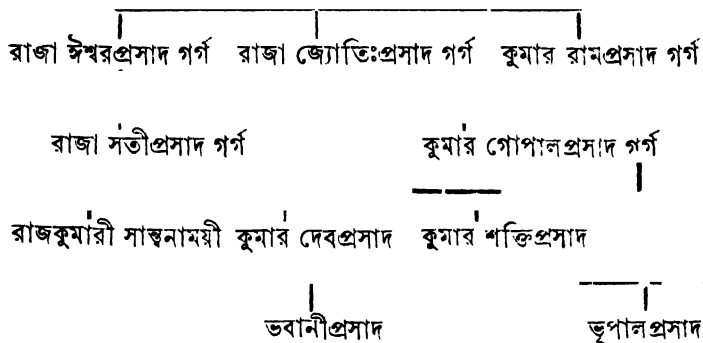 রাজা ঈশ্বরপ্রসাদ গর্গ রাজা জ্যোতিঃপ্রসাদ গর্গ কুমার রামপ্রসাদ গর্গ
রাজা সতীপ্রসাদ গর্গ কুমার গোপালপ্রসাদ গর্গ
রাজকুমারী সান্ত্বনাময়ী কুমার দেবপ্রসাদ কুমার শক্তিপ্রসাদ
ভবানীপ্রসাদ ভূপালপ্রসাদ